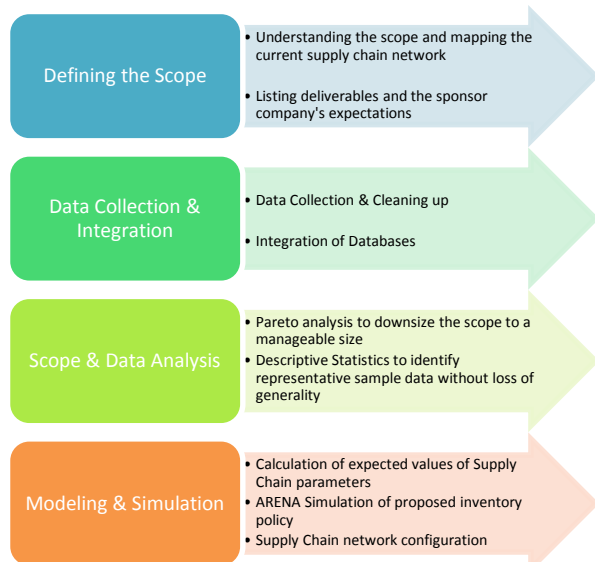 Defining the Scope
• Understanding the scope and mapping the
current supply chain network
• Listing deliverables and the sponsor
company's expectations
Data Collection &
Integration
• Data Collection & Cleaning up
• Integration of Databases
Scope & Data Analysis
• Pareto analysis to downsize the scope to a
manageable size
• Descriptive Statistics to identify
representative sample data without loss of
generality
Modeling & Simulation
• Calculation of expected values of Supply
Chain parameters
• ARENA Simulation of proposed inventory
policy
• Supply Chain network configuration